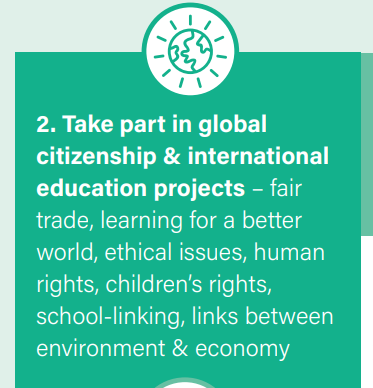 2. Take part in global
citizenship & international
education projects – fair
trade, learning for a better
world, ethical issues, human
rights, children’s rights,
school-linking, links between
environment & economy